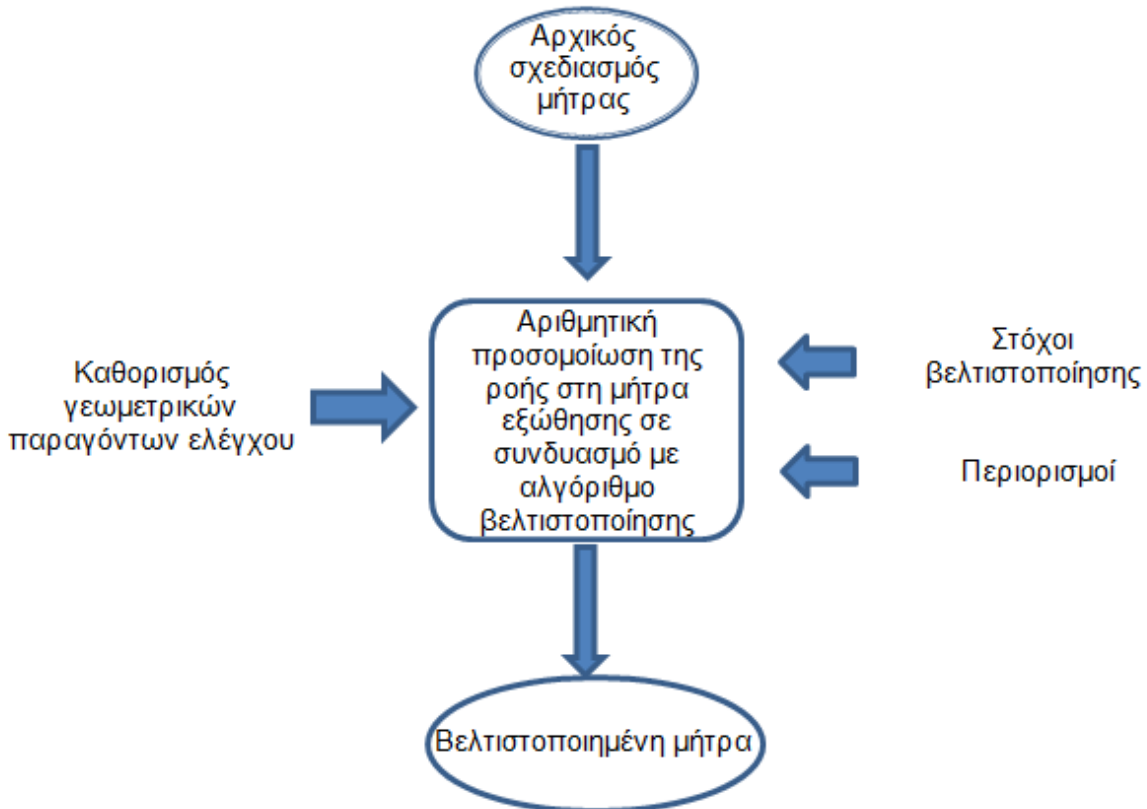 Αρχικός
σχεδιασμός
μήτρας
Καθορισμός
γεωμετρικών
παραγόντων ελέγχου
Αριθμητική
προσομοίωση της
ροής στη μήτρα
εξώθησης σε
συνδυασμό με
αλγόριθμο
βελτιστοποίησης
Στόχοι
βελτιστοποίησης
Περιορισμοί
Βελτιστοποιημένη μήτρα